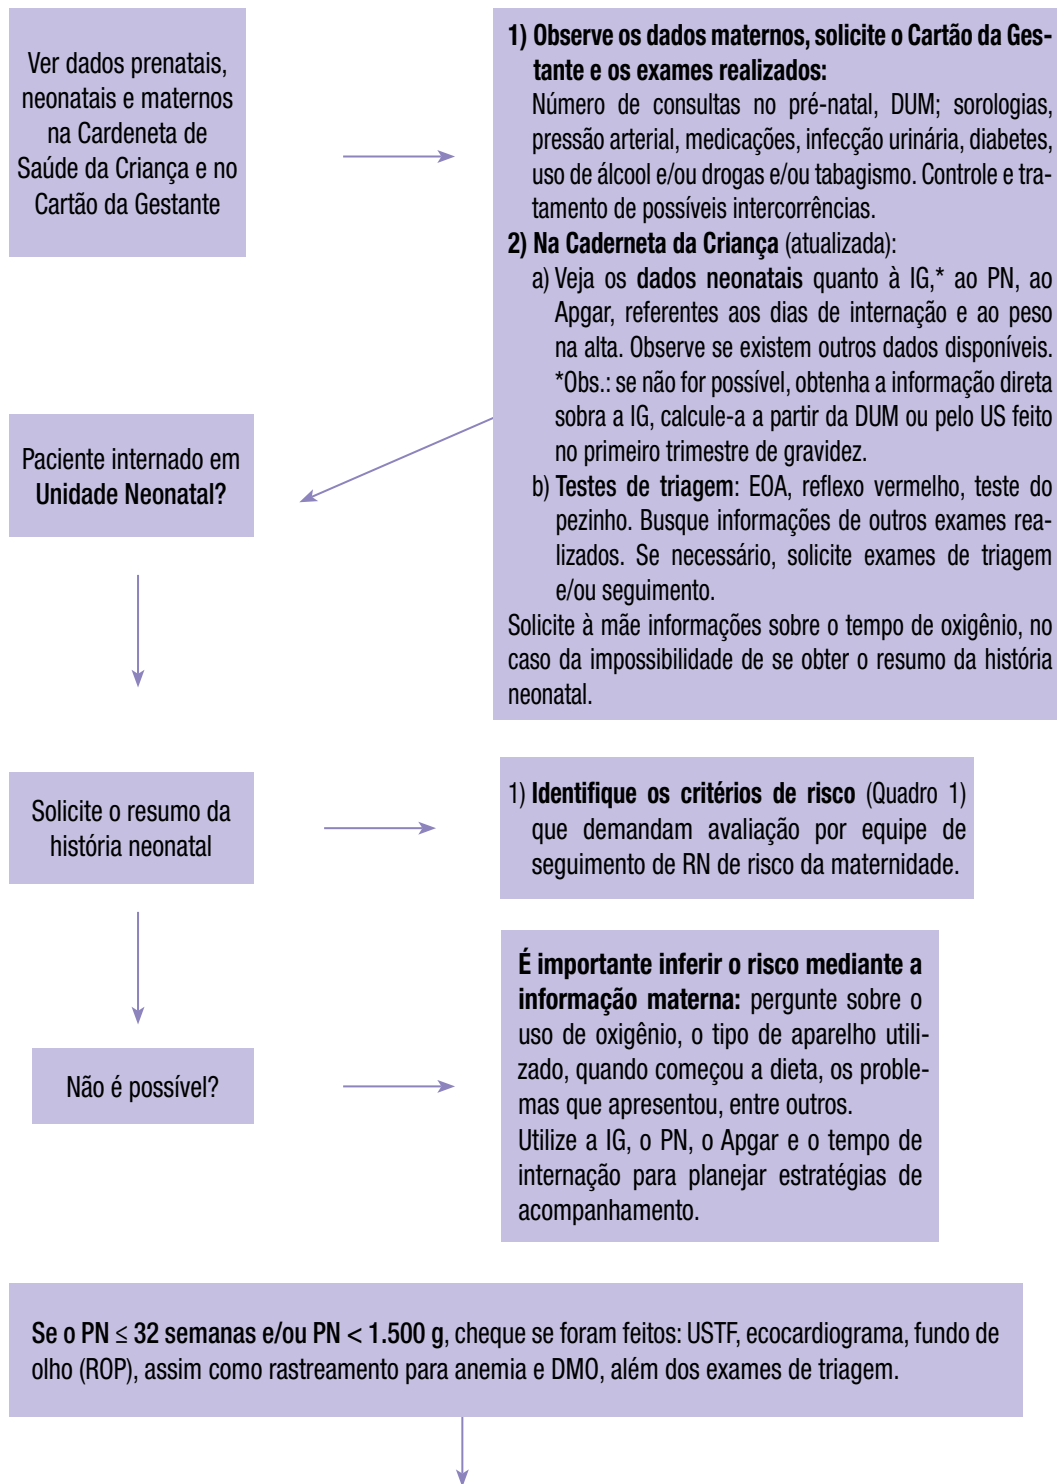 Ver dados prenatais,
neonatais e maternos
na Cardeneta de
Saúde da Criança e no
Cartão da Gestante
1) Observe os dados maternos, solicite o Cartão da Ges-
tante e os exames realizados:
Número de consultas no pré-natal, DUM; sorologias,
pressão arterial, medicações, infecção urinária, diabetes,
uso de álcool e/ou drogas e/ou tabagismo. Controle e tra-
tamento de possíveis intercorrências.
2) Na Caderneta da Criança (atualizada):
a) Veja os dados neonatais quanto à IG,* ao PN, ao
Apgar, referentes aos dias de internação e ao peso
na alta. Observe se existem outros dados disponíveis.
*Obs.: se não for possível, obtenha a informação direta
sobra a IG, calcule-a a partir da DUM ou pelo US feito
no primeiro trimestre de gravidez.
b) Testes de triagem: EOA, reflexo vermelho, teste do
pezinho. Busque informações de outros exames rea-
lizados. Se necessário, solicite exames de triagem
e/ou seguimento.
Solicite à mãe informações sobre o tempo de oxigênio, no
caso da impossibilidade de se obter o resumo da história
neonatal.
Paciente internado em
Unidade Neonatal?
Solicite o resumo da
história neonatal
1) Identifique os critérios de risco (Quadro 1)
que demandam avaliação por equipe de
seguimento de RN de risco da maternidade.
Não é possível?
É importante inferir o risco mediante a
informação materna: pergunte sobre o
uso de oxigênio, o tipo de aparelho utili-
zado, quando começou a dieta, os proble-
mas que apresentou, entre outros.
Utilize a IG, o PN, o Apgar e o tempo de
internação para planejar estratégias de
acompanhamento.
Se o PN ≤ 32 semanas e/ou PN < 1.500 g, cheque se foram feitos: USTF, ecocardiograma, fundo de
olho (ROP), assim como rastreamento para anemia e DMO, além dos exames de triagem.